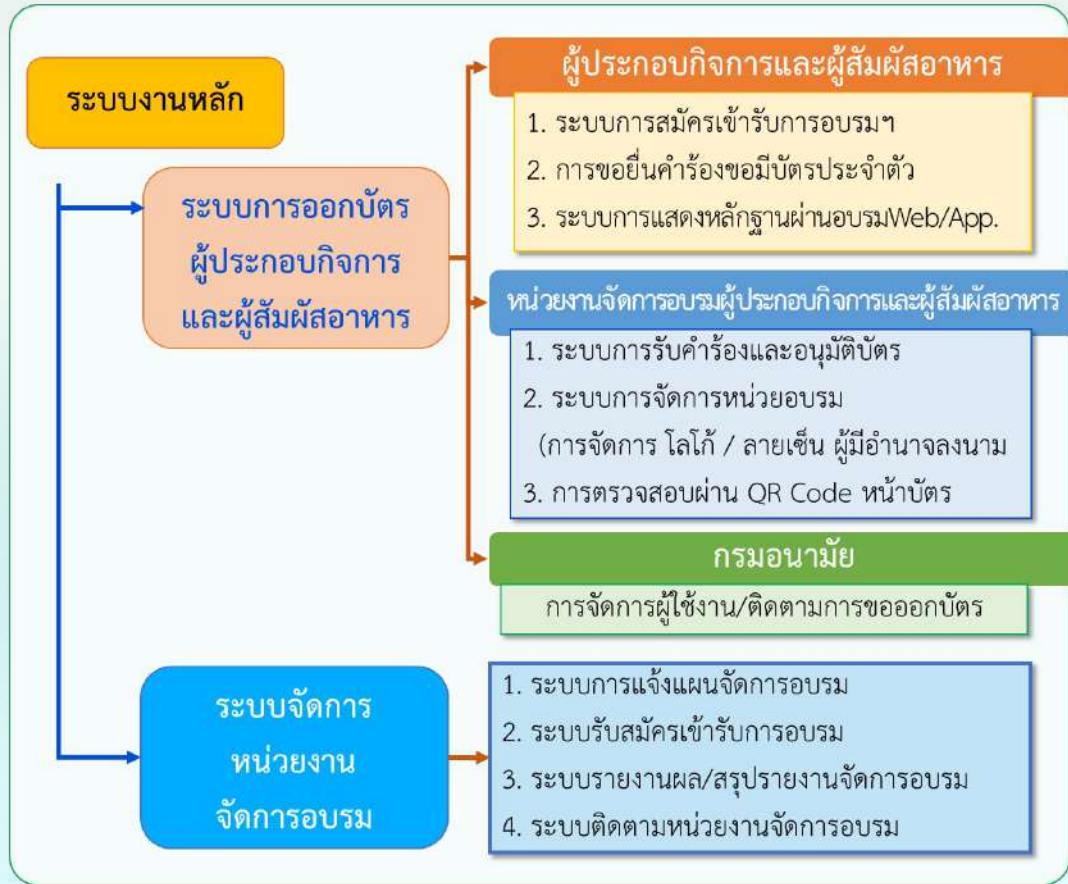 ระบบงานหลัก
ระบบการออกบัตร
ผู้ประกอบกิจการ
และผู้สัมผัสอาหาร
ผู้ประกอบกิจการและผู้สัมผัสอาหาร
1. ระบบการสมัครเข้ารับการอบรมฯ
2. การขอยื่นคำร้องขอมีบัตรประจำตัว
3. ระบบการแสดงหลักฐานผ่านอบรมWeb/App.
หน่วยงานจัดการอบรมผู้ประกอบกิจการและผู้สัมผัสอาหาร
1. ระบบการรับคำร้องและอนุมัติบัตร
2. ระบบการจัดการหน่วยอบรม
(การจัดการ โลโก้ / ลายเซ็น ผู้มีอำนาจลงนาม
3. การตรวจสอบผ่าน QR Code หน้าบัตร
กรมอนามัย
การจัดการผู้ใช้งาน/ติดตามการขอออกบัตร
ระบบจัดการ
หน่วยงาน
จัดการอบรม
1. ระบบการแจ้งแผนจัดการอบรม
2. ระบบรับสมัครเข้ารับการอบรม
3. ระบบรายงานผล/สรุปรายงานจัดการอบรม
4. ระบบติดตามหน่วยงานจัดการอบรม